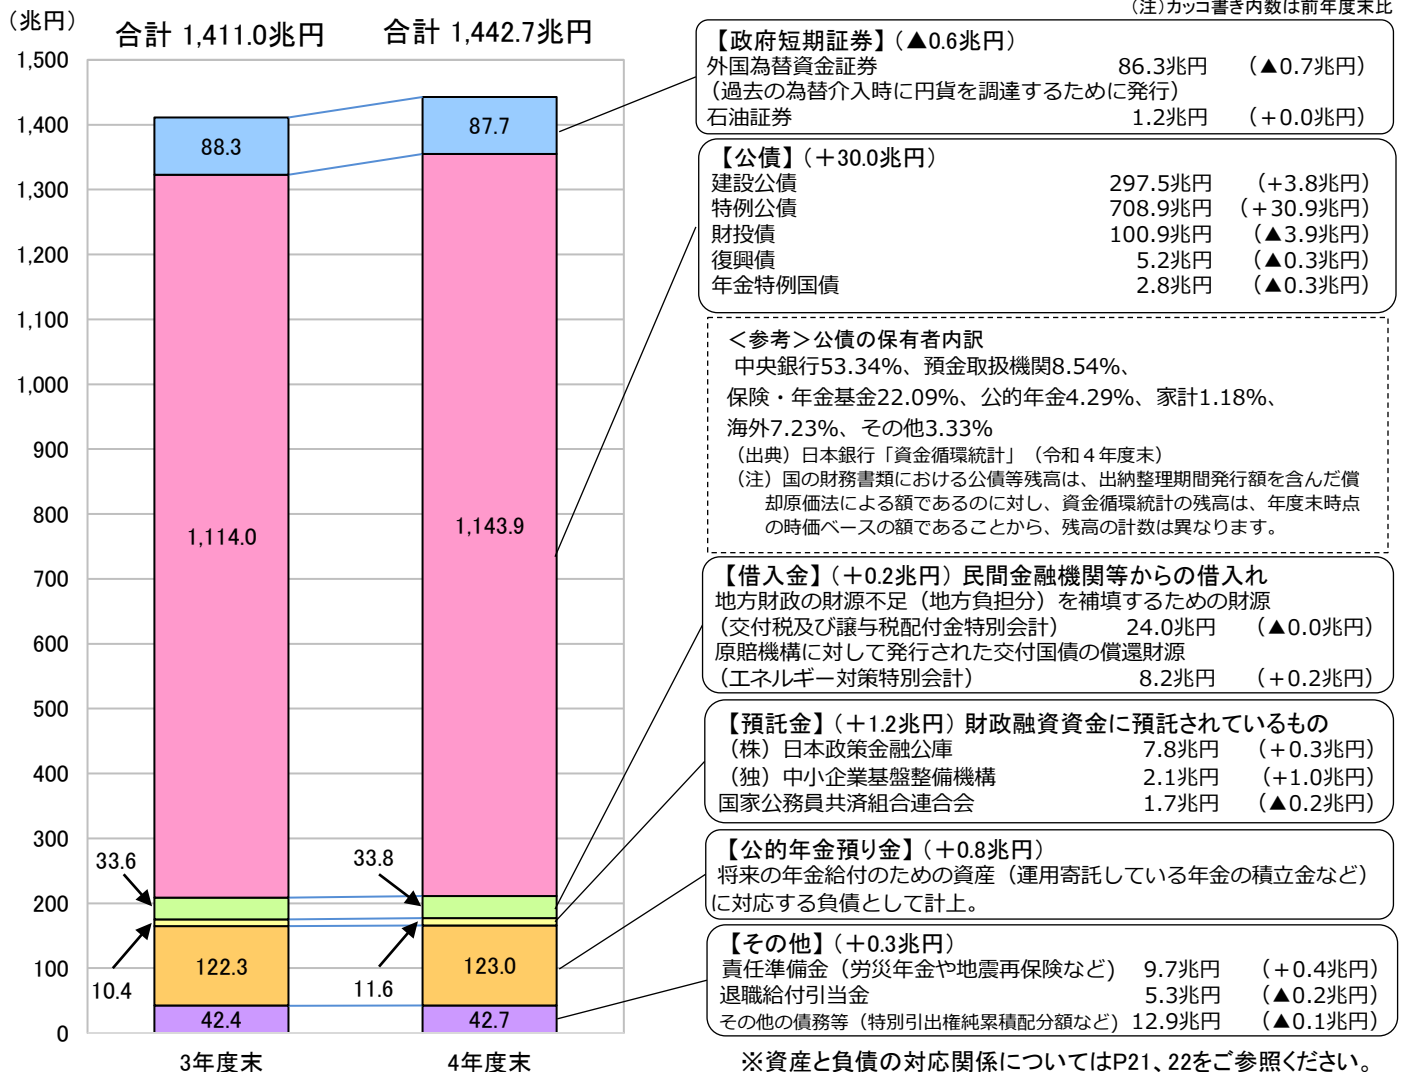 (注)カッコ書き内数は前年度末比
(兆円)
合計 1,411.0兆円
合計 1,442.7兆円
1,500
1,400
1,300
1,200
1,100
1,000
900
800
700
600
500
400
300
200
100
0
88.3
1,114.0
33.6
10.4
122.3
42.4
3年度末
87.7
1,143.9
33.8
11.6
123.0
42.7
4年度末
【政府短期証券】(▲0.6兆円)
外国為替資金証券 86.3兆円 (▲0.7兆円)
(過去の為替介入時に円貨を調達するために発行)
石油証券 1.2兆円 (+0.0兆円)
【公債】(+30.0兆円)
建設公債 297.5兆円 (+3.8兆円)
特例公債 708.9兆円 (+30.9兆円)
財投債 100.9兆円 (▲3.9兆円)
復興債 5.2兆円 (▲0.3兆円)
年金特例国債 2.8兆円 (▲0.3兆円)
<参考>公債の保有者内訳
中央銀行53.34%、預金取扱機関8.54%、
保険・年金基金22.09%、公的年金4.29%、家計1.18%、
海外7.23%、その他3.33%
(出典)日本銀行「資金循環統計」(令和4年度末)
(注)国の財務書類における公債等残高は、出納整理期間発行額を含んだ償
却原価法による額であるのに対し、資金循環統計の残高は、年度末時点
の時価ベースの額であることから、残高の計数は異なります。
【借入金】(+0.2兆円) 民間金融機関等からの借入れ
地方財政の財源不足(地方負担分)を補填するための財源
(交付税及び譲与税配付金特別会計) 24.0兆円 (▲0.0兆円)
原賠機構に対して発行された交付国債の償還財源
(エネルギー対策特別会計) 8.2兆円 (+0.2兆円)
【預託金】(+1.2兆円) 財政融資資金に預託されているもの
(株)日本政策金融公庫 7.8兆円 (+0.3兆円)
(独)中小企業基盤整備機構 2.1兆円 (+1.0兆円)
国家公務員共済組合連合会 1.7兆円 (▲0.2兆円)
【公的年金預り金】(+0.8兆円)
将来の年金給付のための資産(運用寄託している年金の積立金など)
に対応する負債として計上。
【その他】(+0.3兆円)
責任準備金(労災年金や地震再保険など) 9.7兆円 (+0.4兆円)
退職給付引当金 5.3兆円 (▲0.2兆円)
その他の債務等(特別引出権純累積配分額など) 12.9兆円 (▲0.1兆円)
※資産と負債の対応関係についてはP21、22をご参照ください。